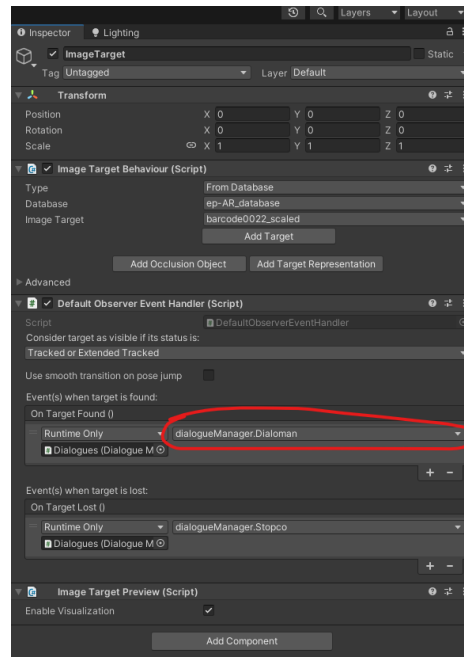 Layers Layout
Inspector Lighting
ImageTarget Static
Tag Untagged Layer Default
Transform
Position X 0 Y 0 Z 0
Rotation X 0 Y 0 Z 0
Scale X 1 Y 1 Z 1
Image Target Behaviour (Script)
Type From Database
Database ep-AR_database
Image Target barcode0022_scaled
Add Target
Add Occlusion Object Add Target Representation
Advanced
# Default Observer Event Handler (Script)
Script # DefaultObserverEventHandler
Consider target as visible if its status is:
Tracked or Extended Tracked
Use smooth transition on pose jump
Event(s) when target is found:
On Target Found ()
Runtime Only dialogueManager.Dialoman
# Dialogues (Dialogue M
+ -
Event(s) when target is lost:
On Target Lost ()
Runtime Only dialogueManager.Stopco
# Dialogues (Dialogue M
+ -
Image Target Preview (Script)
Enable Visualization
Add Component